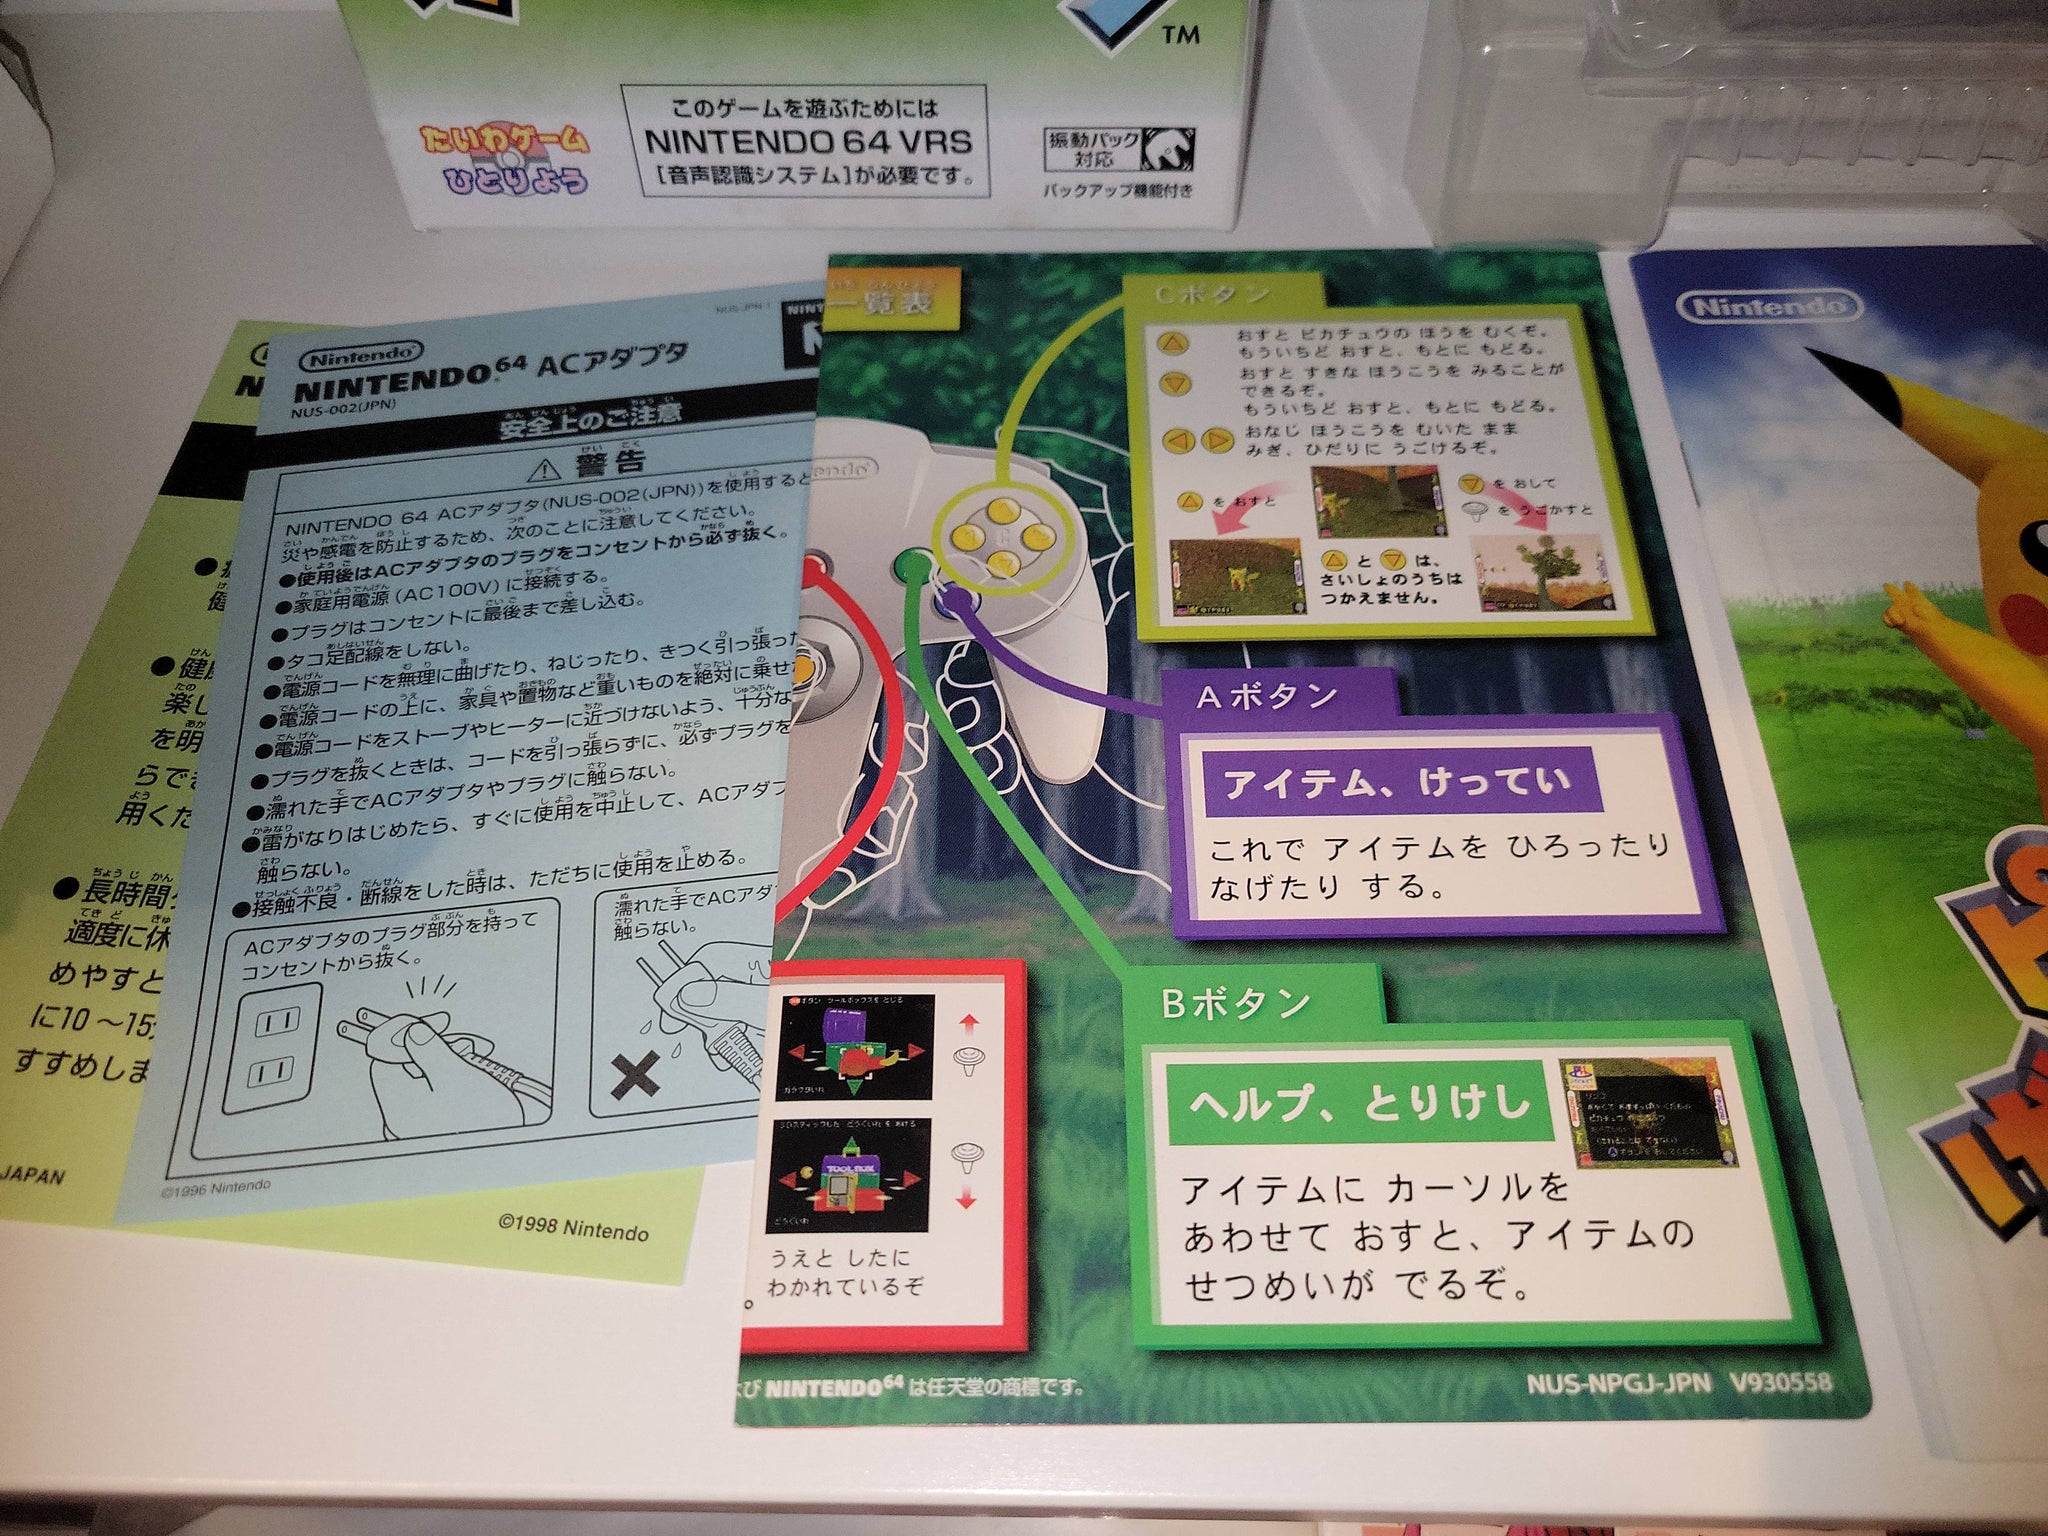 TM
たいわゲーム
ひとりよう
このゲームを遊ぶためには
NINTENDO 64 VRS
[音声認識システム]が必要です。
振動パック
対応
バックアップ機能付き
Nintendo
NINTENDO64 ACアダプタ
NUS-002(JPN)
安全上のご注意
警告
NINTENDO 64 ACアダプタ(NUS-002(JPN))を使用すると
災や感電を防止するため、次のことに注意してください。
●使用後はACアダプタのプラグをコンセントから必ず抜く。
●家庭用電源(AC100V)に接続する。
●プラグはコンセントに最後まで差し込む。
●タコ足配線をしない。
●電源コードを無理に曲げたり、ねじったり、きつく引っ張った
●電源コードの上に、家具や置物など重いものを絶対に乗せ
●電源コードをストーブやヒーターに近づけないよう、十分な
●プラグを抜くときは、コードを引っ張らずに、必ずプラグを
●濡れた手でACアダプタやプラグに触らない。
●雷がなりはじめたら、すぐに使用を中止して、ACアダプ
触らない。
●接触不良・断線をした時は、ただちに使用を止める。
ACアダプタのプラグ部分を持って
コンセントから抜く。
濡れた手でACアダ
触らない。
©1996 Nintendo
楽し
を明
らでき
用くた
●長時間
適度に休
めやすと
に10～15
すすめしま
JAPAN
©1998 Nintendo
一覧表
Cボタン
おすと ピカチュウの ほうを むくぞ。
もういちど おすと、もとに もどる。
おすと すきな ほうこうを みることが
できるぞ。
もういちど おすと、もとに もどる。
おなじ ほうこうを むいた まま
みぎ、ひだりに うごけるぞ。
を おすと
を おして
を うごかすと
と は、
さいしょのうちは
つかえません。
Aボタン
アイテム、けってい
これで アイテムを ひろったり
なげたり する。
Bボタン
ヘルプ、とりけし
アイテムに カーソルを
あわせて おすと、アイテムの
せつめいが でるぞ。
TOOL BOX
うえと したに
わかれているぞ
。
び NINTENDO64 は任天堂の商標です。
NUS-NPGJ-JPN V930558
Nintendo